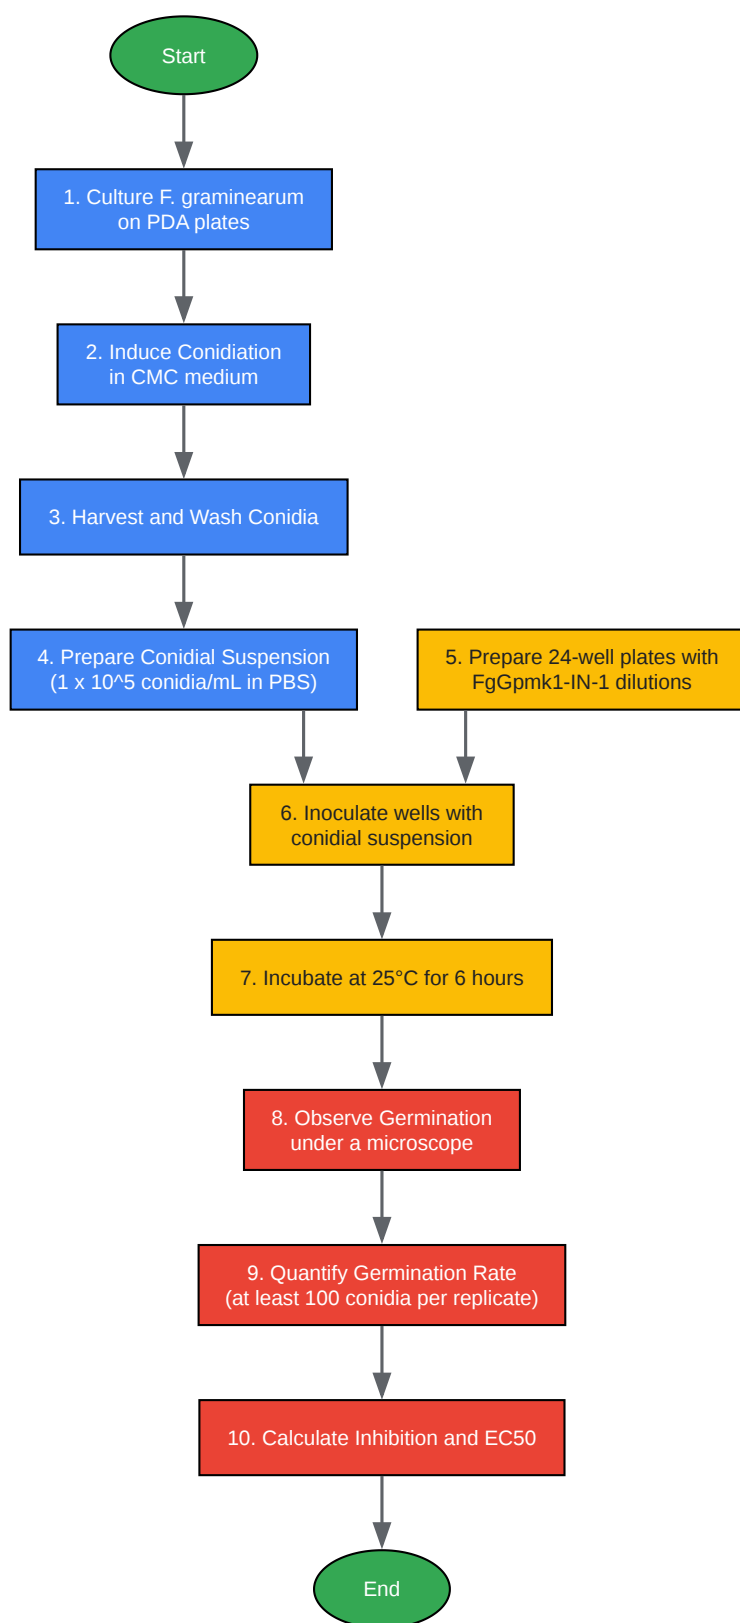 Start
1. Culture F. graminearum
on PDA plates
2. Induce Conidiation
in CMC medium
3. Harvest and Wash Conidia
4. Prepare Conidial Suspension
(1 x 10^5 conidia/mL in PBS)
5. Prepare 24-well plates with
FgGpmk1-IN-1 dilutions
6. Inoculate wells with
conidial suspension
7. Incubate at 25°C for 6 hours
8. Observe Germination
under a microscope
9. Quantify Germination Rate
(at least 100 conidia per replicate)
10. Calculate Inhibition and EC50
End